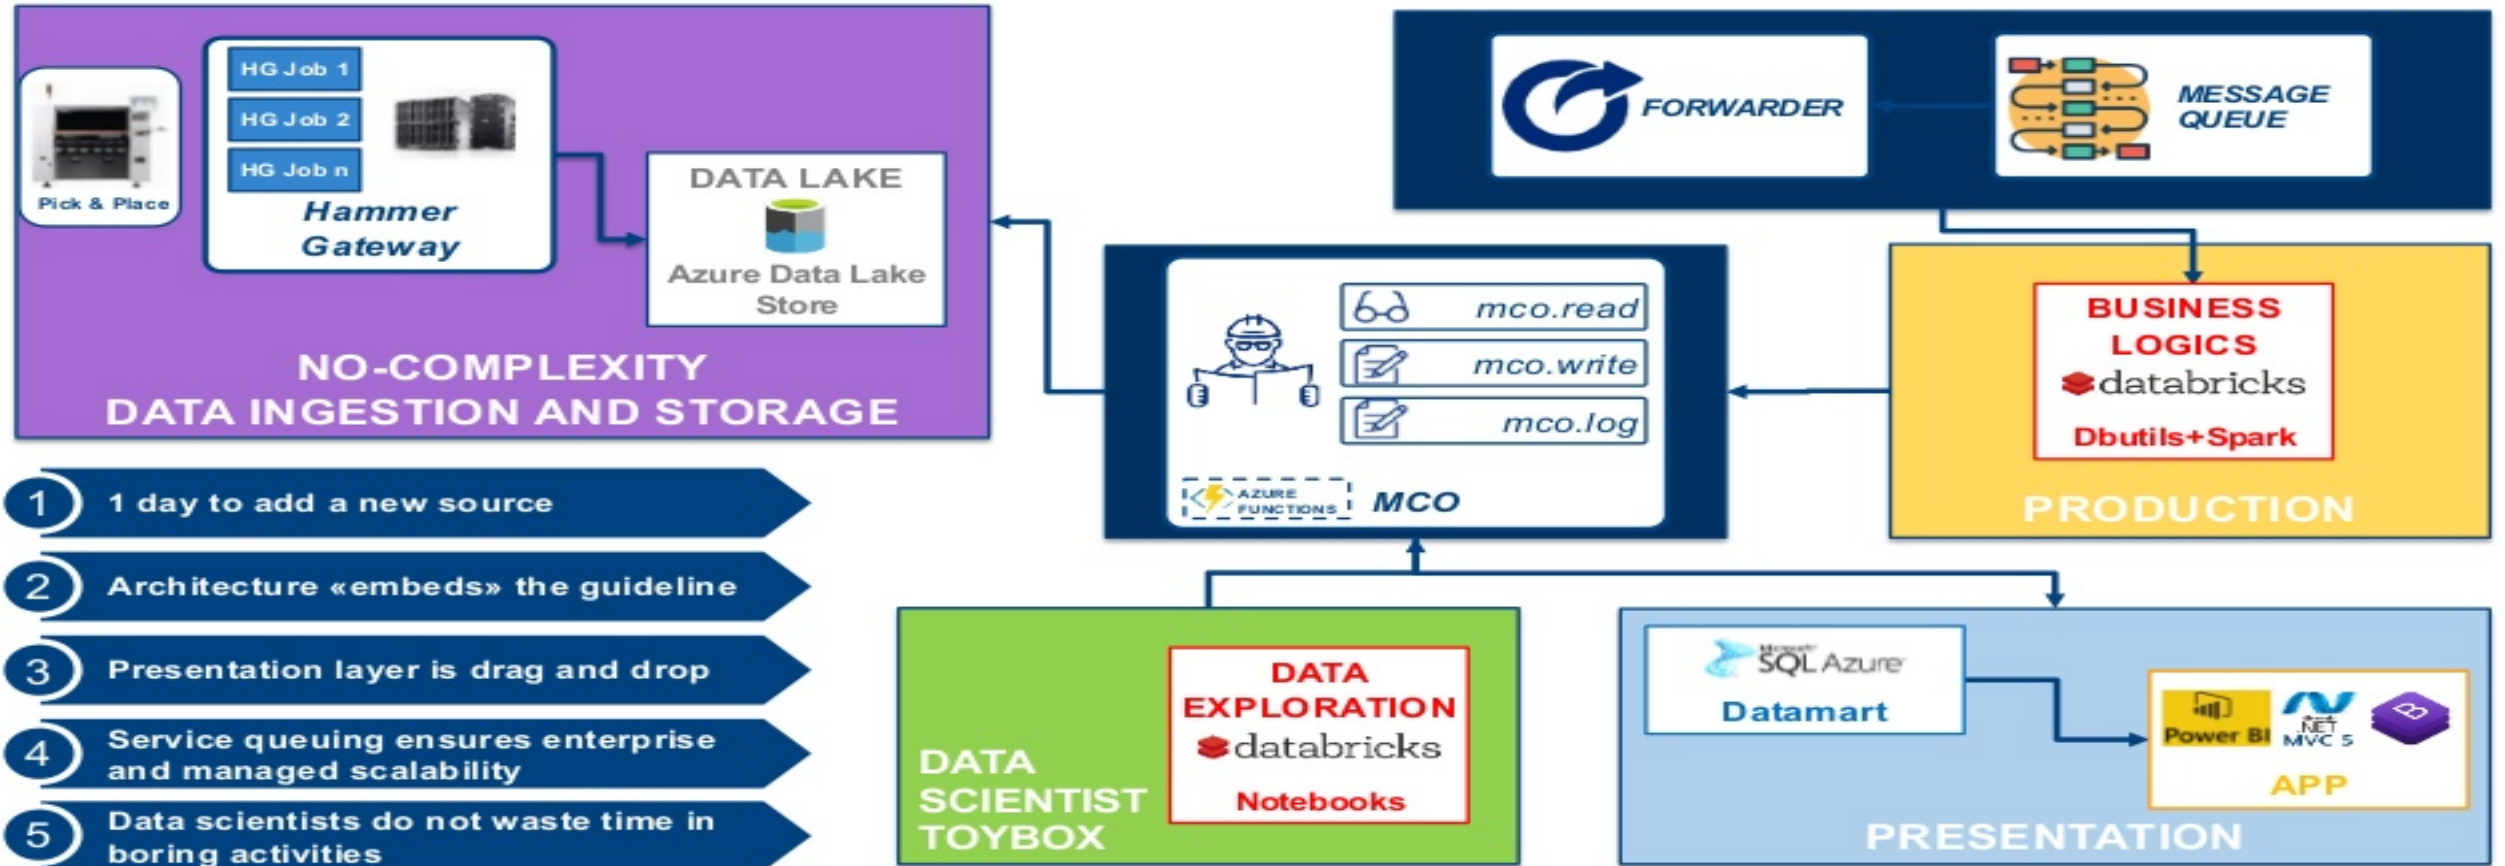 HG Job 1
HG Job 2
HG Job n
Pick & Place
Hammer
Gateway
DATA LAKE
Azure Data Lake
Store
NO-COMPLEXITY
DATA INGESTION AND STORAGE
FORWARDER
MESSAGE
QUEUE
mco.read
mco.write
mco.log
AZURE
FUNCTIONS
MCO
BUSINESS
LOGICS
databricks
Dbutils+Spark
PRODUCTION
1 1 day to add a new source
2 Architecture «embeds» the guideline
3 Presentation layer is drag and drop
4 Service queuing ensures enterprise
and managed scalability
5 Data scientists do not waste time in
boring activities
DATA
SCIENTIST
TOYBOX
DATA
EXPLORATION
databricks
Notebooks
Microsoft
SQL Azure
Datamart
Power BI
.NET
MVC 5
B
APP
PRESENTATION